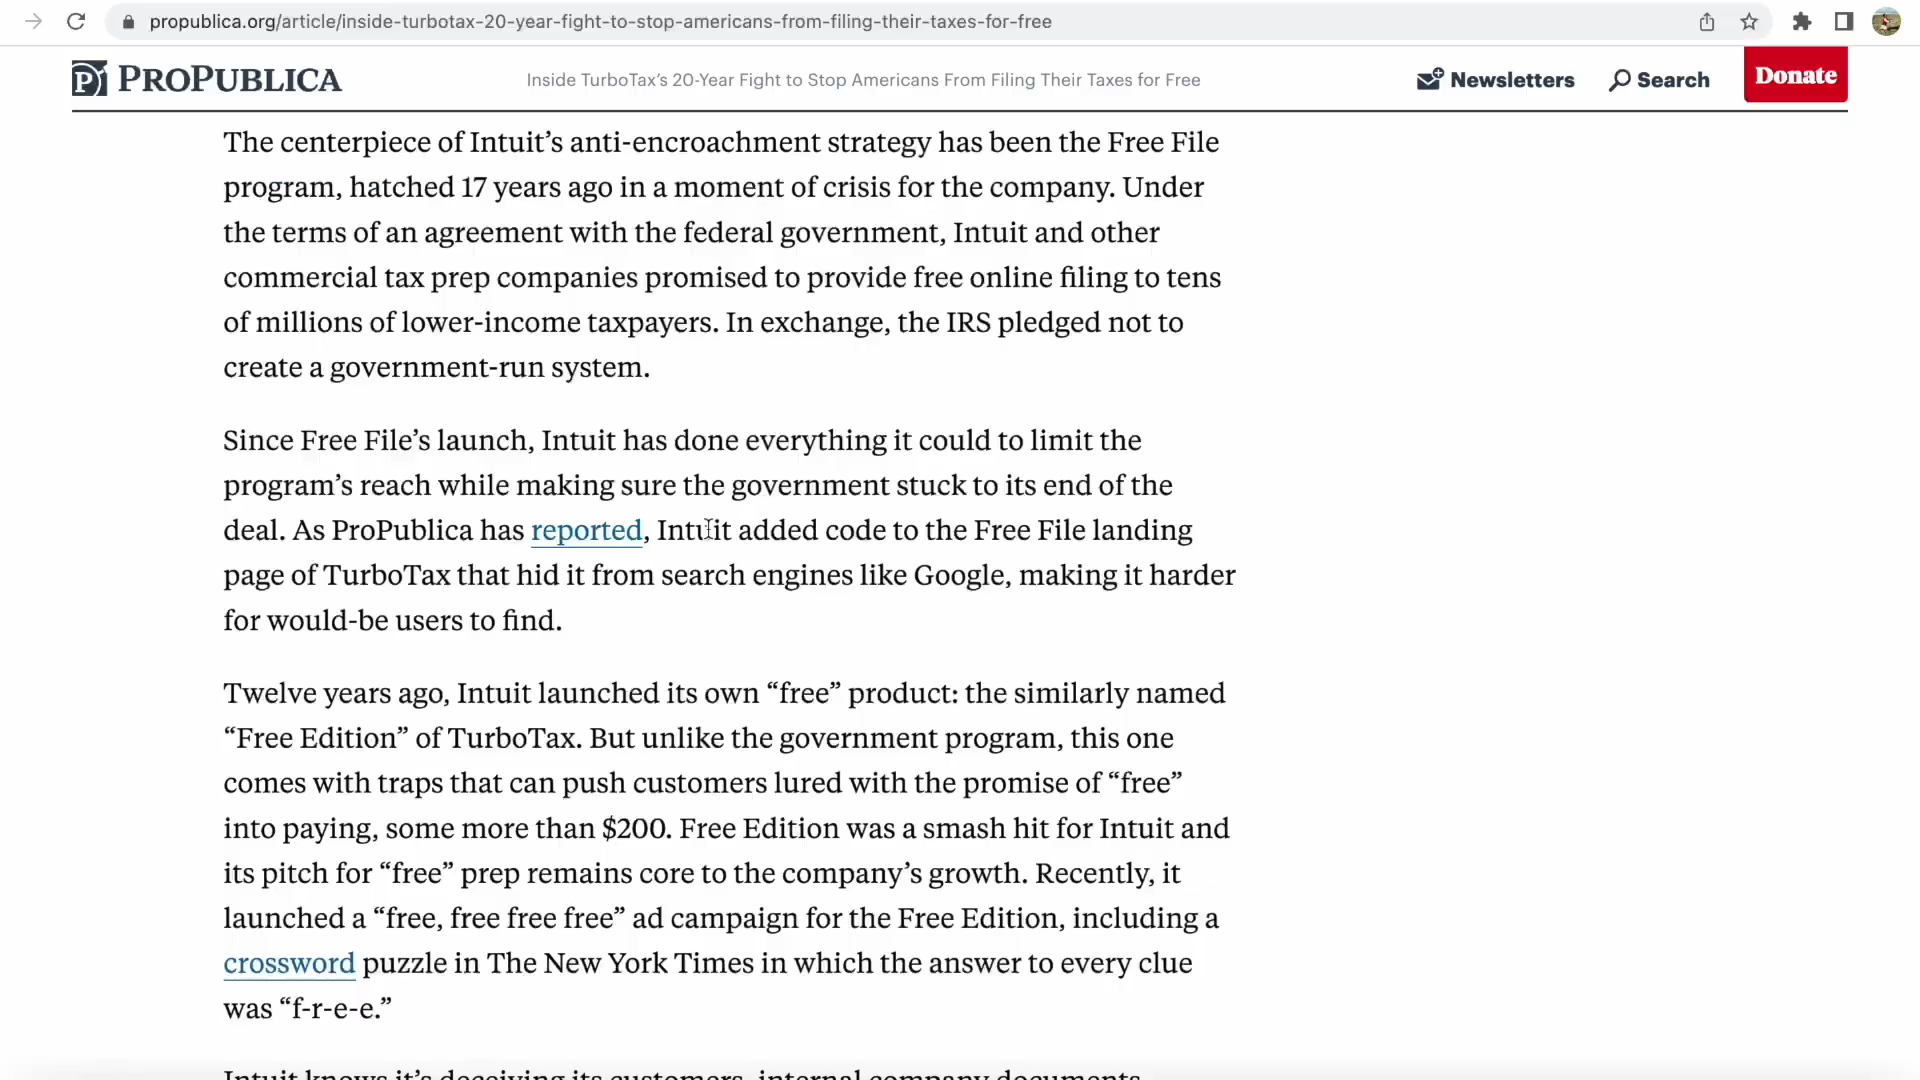 propublica.org/article/inside-turbotax-20-year-fight-to-stop-americans-from-filing-their-taxes-for-free
PROPUBLICA
Inside TurboTax’s 20-Year Fight to Stop Americans From Filing Their Taxes for Free
Newsletters
Search
Donate
The centerpiece of Intuit’s anti-encroachment strategy has been the Free File
program, hatched 17 years ago in a moment of crisis for the company. Under
the terms of an agreement with the federal government, Intuit and other
commercial tax prep companies promised to provide free online filing to tens
of millions of lower-income taxpayers. In exchange, the IRS pledged not to
create a government-run system.
Since Free File’s launch, Intuit has done everything it could to limit the
program’s reach while making sure the government stuck to its end of the
deal. As ProPublica has reported, Intuit added code to the Free File landing
page of TurboTax that hid it from search engines like Google, making it harder
for would-be users to find.
Twelve years ago, Intuit launched its own “free” product: the similarly named
“Free Edition” of TurboTax. But unlike the government program, this one
comes with traps that can push customers lured with the promise of “free”
into paying, some more than $200. Free Edition was a smash hit for Intuit and
its pitch for “free” prep remains core to the company’s growth. Recently, it
launched a “free, free free free” ad campaign for the Free Edition, including a
crossword puzzle in The New York Times in which the answer to every clue
was “f-r-e-e.”
Intuit knows it’s deceiving its customers, internal company documents